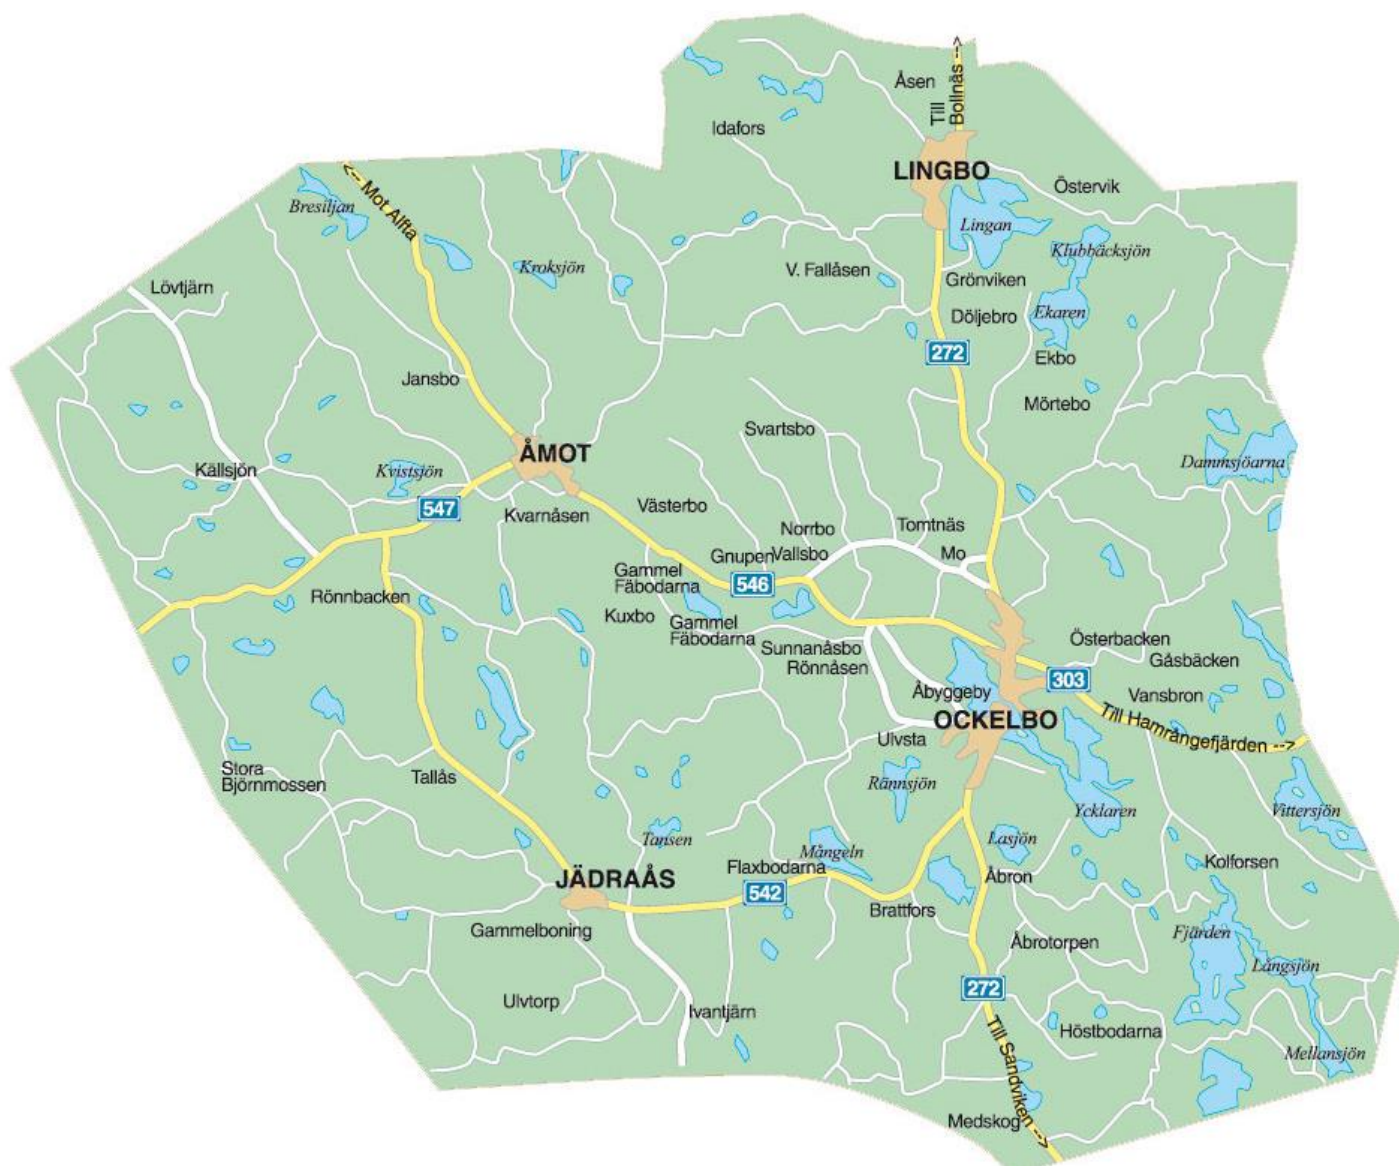 Åsen
Till
Bollnäs -->
Idafors
LINGBO
<-- Mot Alfta
Östervik
Bresiljan
Lingan
Klubbäcksjön
Kroksjön
V. Fallåsen
Grönviken
Lövtjärn
Döljebro
Ekaren
272
Ekbo
Jansbo
Mörtebo
Svartsbo
ÅMOT
Dammsjöarna
Källsjön
Kvistsjön
547
Västerbo
Kvarnåsen
Norrbo
Tomtnäs
Gnupen
Vallsbo
Mo
Gammel
Fäbodarna
546
Rönnbacken
Kuxbo
Gammel
Fäbodarna
Sunnanåsbo
Rönnåsen
Österbacken
Gåsbäcken
303
Åbyggeby
Vansbron
OCKELBO
Till Hamrångefjärden -->
Ulvsta
Stora
Björnmossen
Tallås
Rännsjön
Ycklaren
Vittersjön
Tansen
Mångeln
Lasjön
Kolforsen
Flaxbodarna
JÄDRAÅS
Åbron
542
Brattfors
Gammelboning
Fjärden
Åbrotorpen
Långsjön
272
Ulvtorp
Ivantjärn
Höstbodarna
Mellansjön
Till Sandviken -->
Medskog